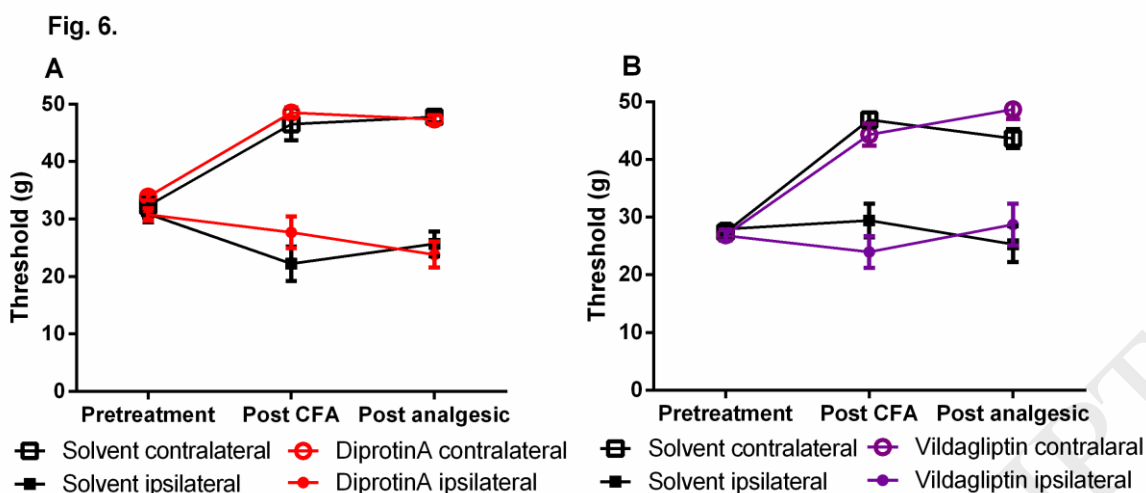 Fig. 6.
A
50
40
30
20
10
0
Threshold (g)
Pretreatment Post CFA Post analgesic
Solvent contralateral DiprotinA contralateral
Solvent ipsilateral DiprotinA ipsilateral
B
50
40
30
20
10
0
Threshold (g)
Pretreatment Post CFA Post analgesic
Solvent contralateral Vildagliptin contralaral
Solvent ipsilateral Vildagliptin ipsilateral